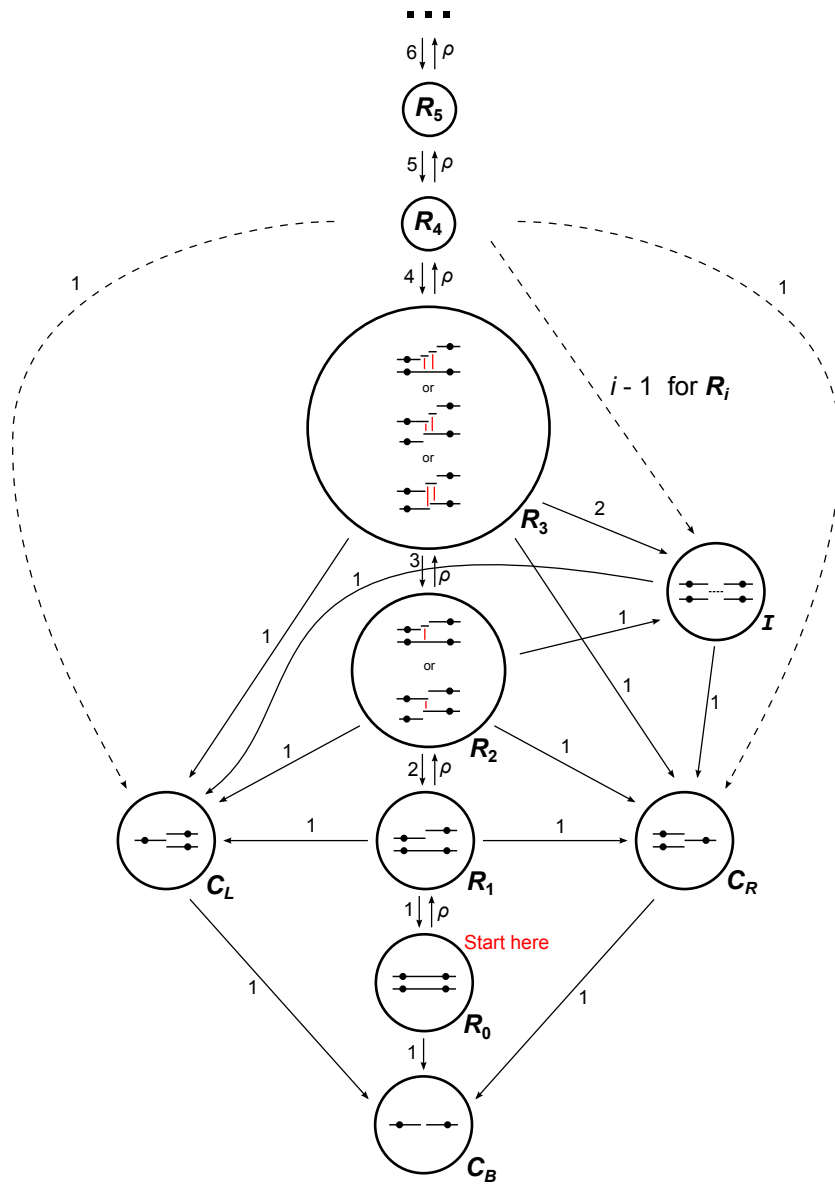 ...
6 ρ
R5
5 ρ
R4
1
4 ρ
1
or
i - 1 for Ri
or
R3
2
3 ρ
1
1
I
1
or
1
1
R2
1
1
1
2 ρ
1
1
CL
R1
CR
1 ρ
Start here
R0
1
1
1
CB